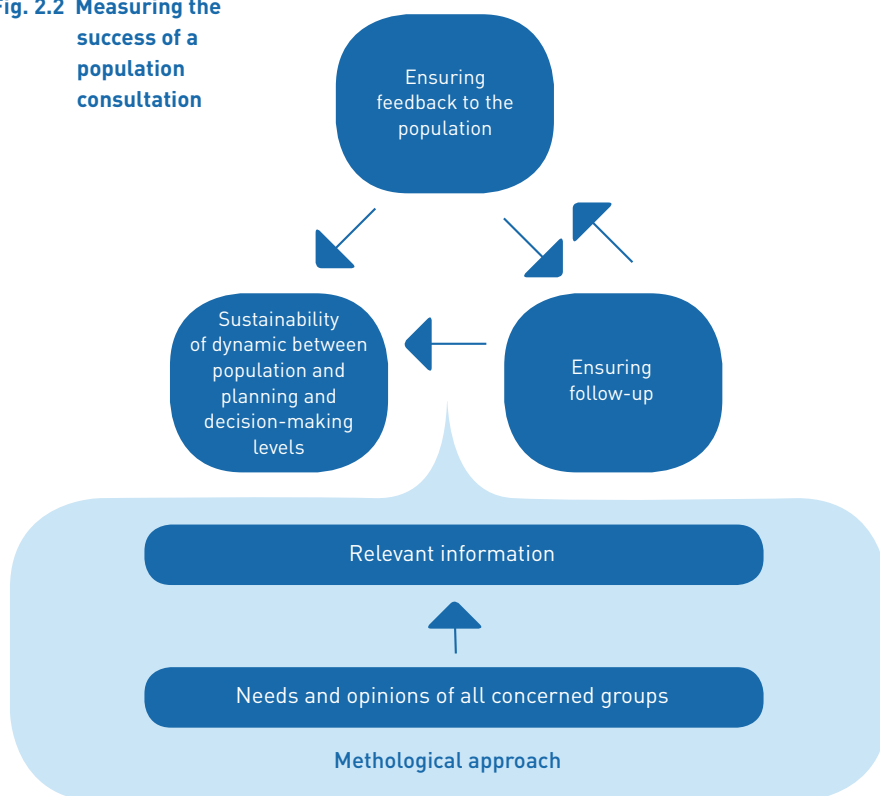 Fig. 2.2 Measuring the
success of a
population
consultation
Ensuring
feedback to the
population
Sustainability
of dynamic between
population and
planning and
decision-making
levels
Ensuring
follow-up
Relevant information
Needs and opinions of all concerned groups
Methological approach